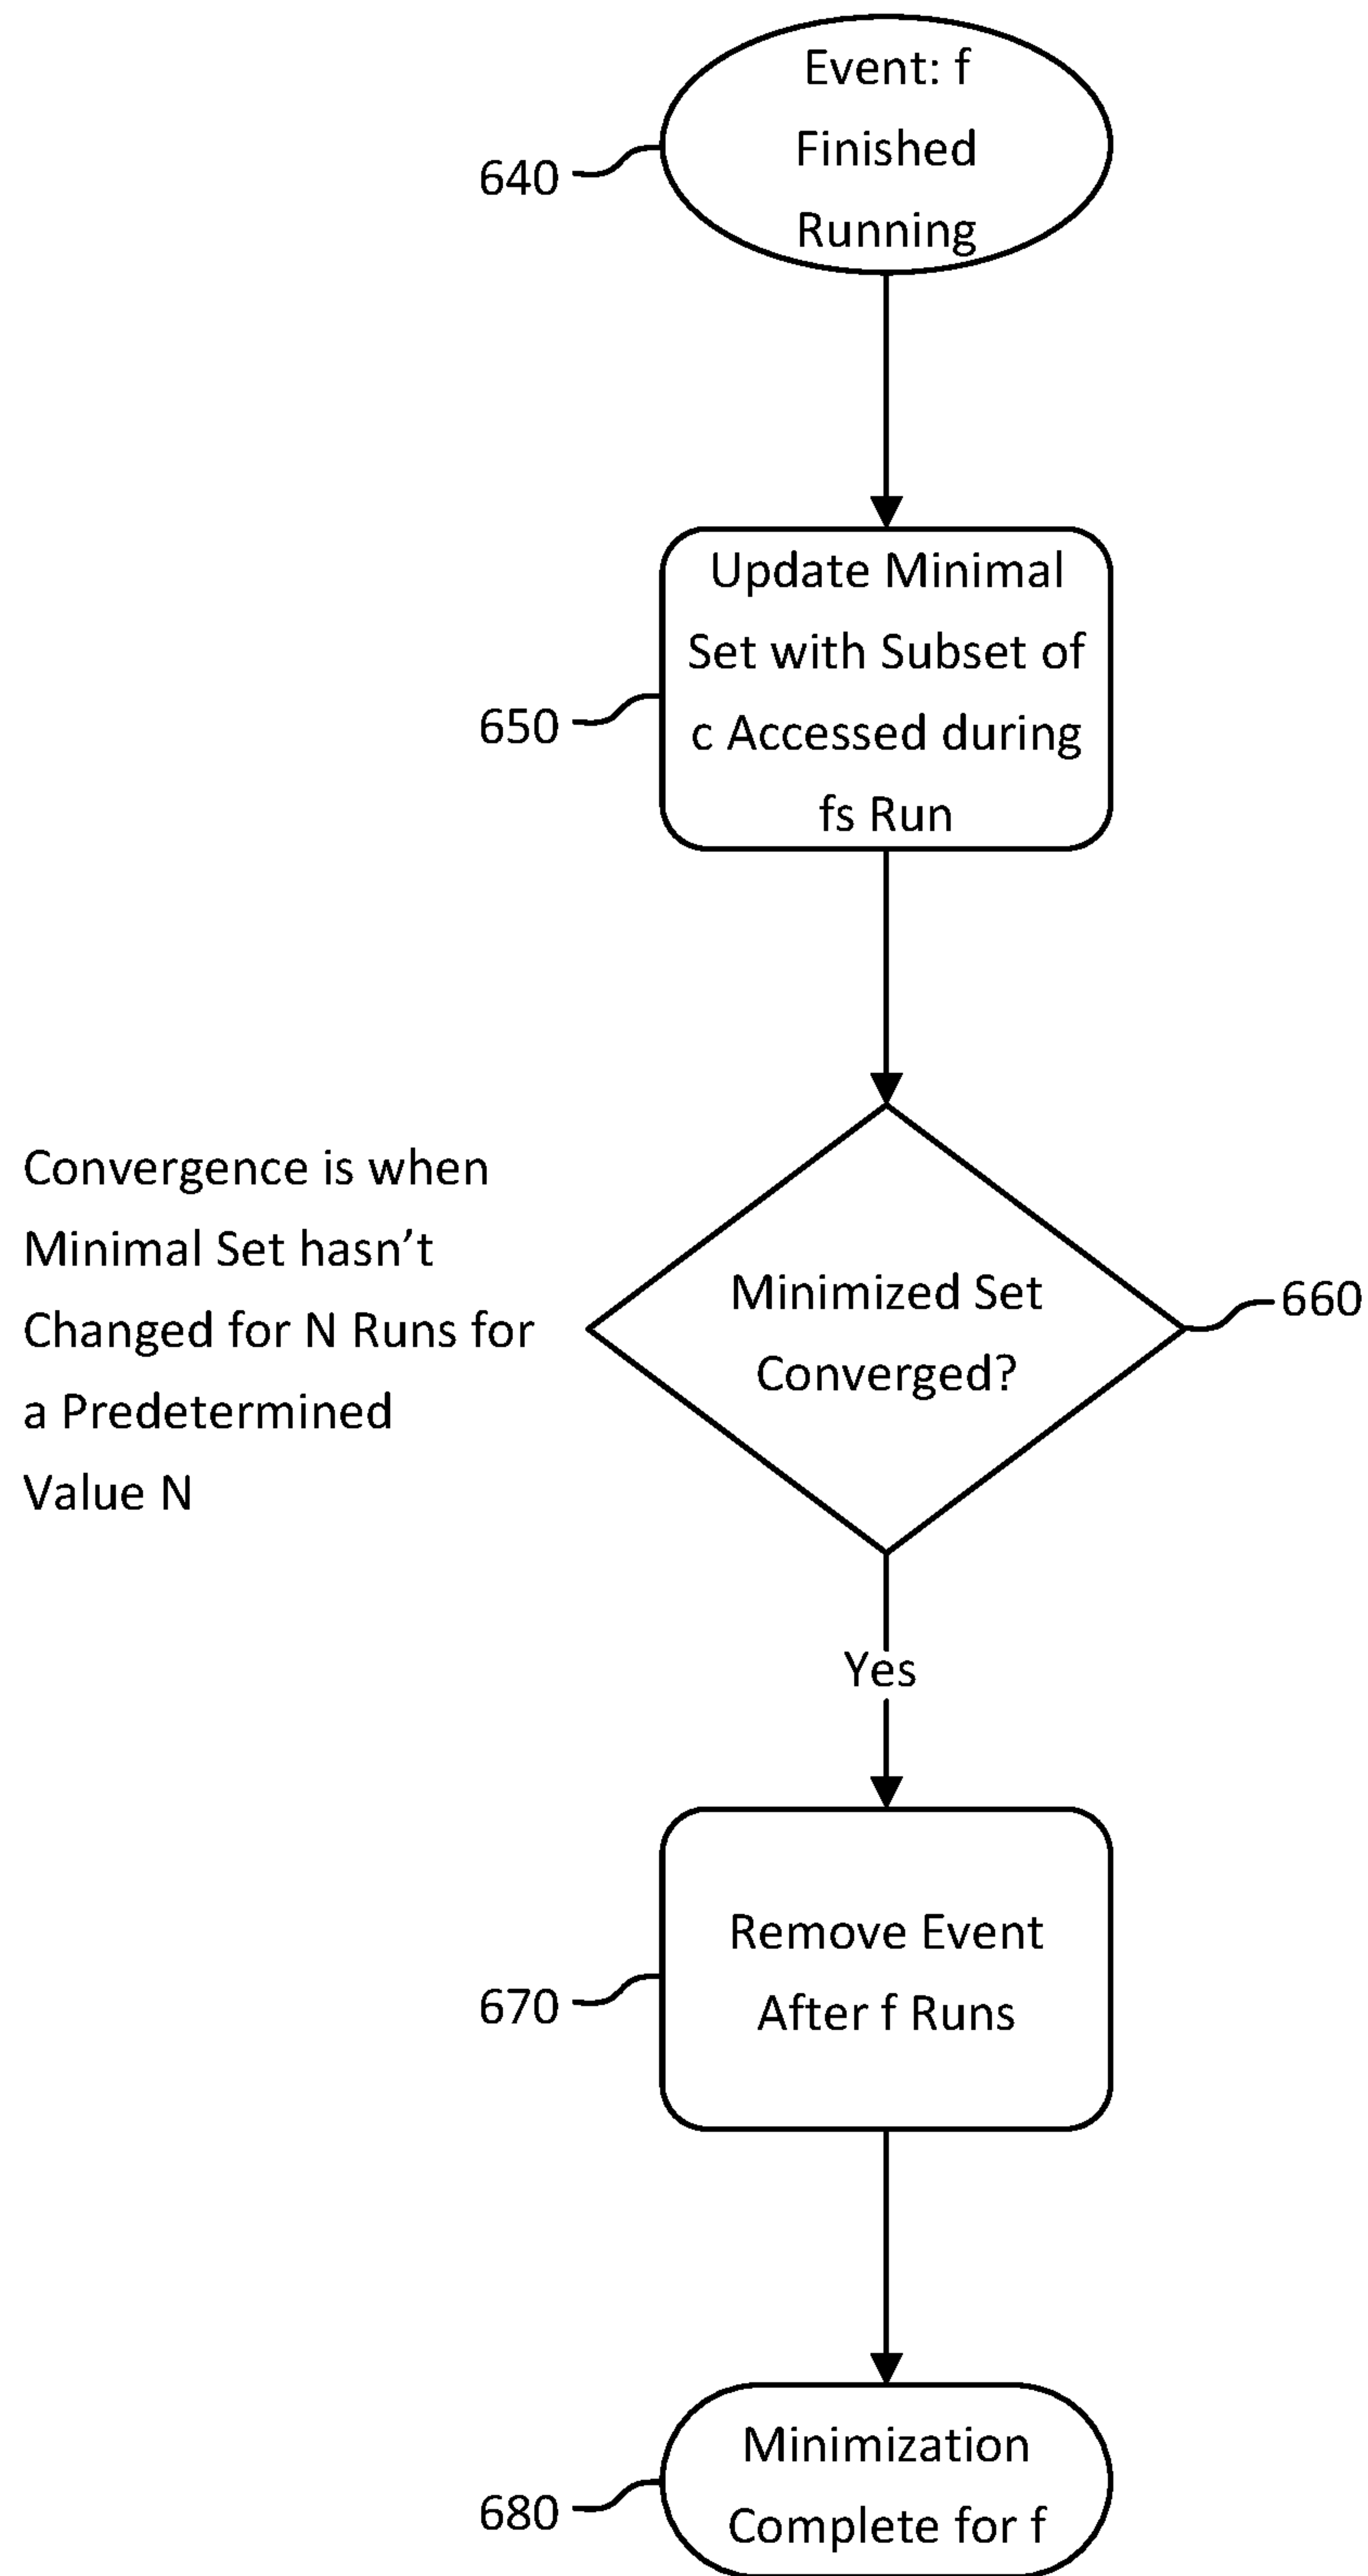 Event: f
Finished
Running
640
Update Minimal
Set with Subset of
c Accessed during
fs Run
650
Convergence is when
Minimal Set hasn’t
Changed for N Runs for
a Predetermined
Value N
Minimized Set
Converged?
660
Yes
Remove Event
After f Runs
670
Minimization
Complete for f
680